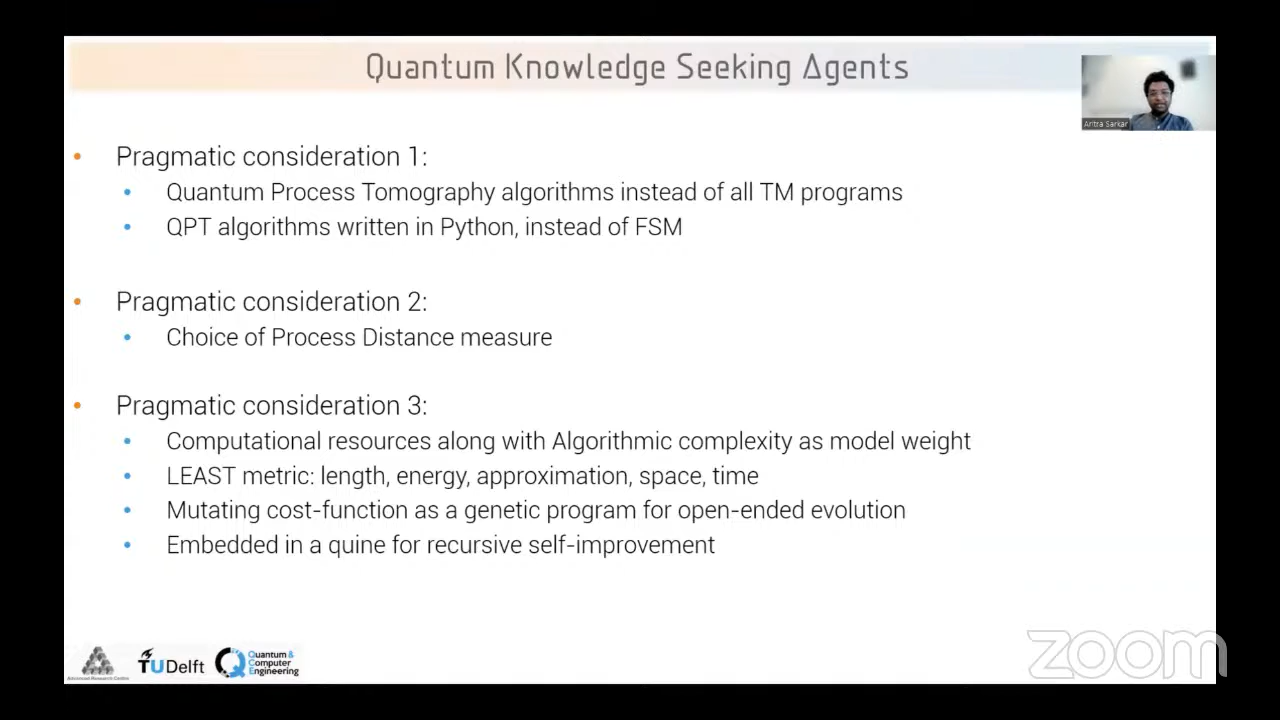 Quantum Knowledge Seeking Agents
Aritra Sarkar
• Pragmatic consideration 1:
• Quantum Process Tomography algorithms instead of all TM programs
• QPT algorithms written in Python, instead of FSM
• Pragmatic consideration 2:
• Choice of Process Distance measure
• Pragmatic consideration 3:
• Computational resources along with Algorithmic complexity as model weight
• LEAST metric: length, energy, approximation, space, time
• Mutating cost-function as a genetic program for open-ended evolution
• Embedded in a quine for recursive self-improvement
Advanced Research Centre
TUDelft
Quantum &
Computer
Engineering
zoom